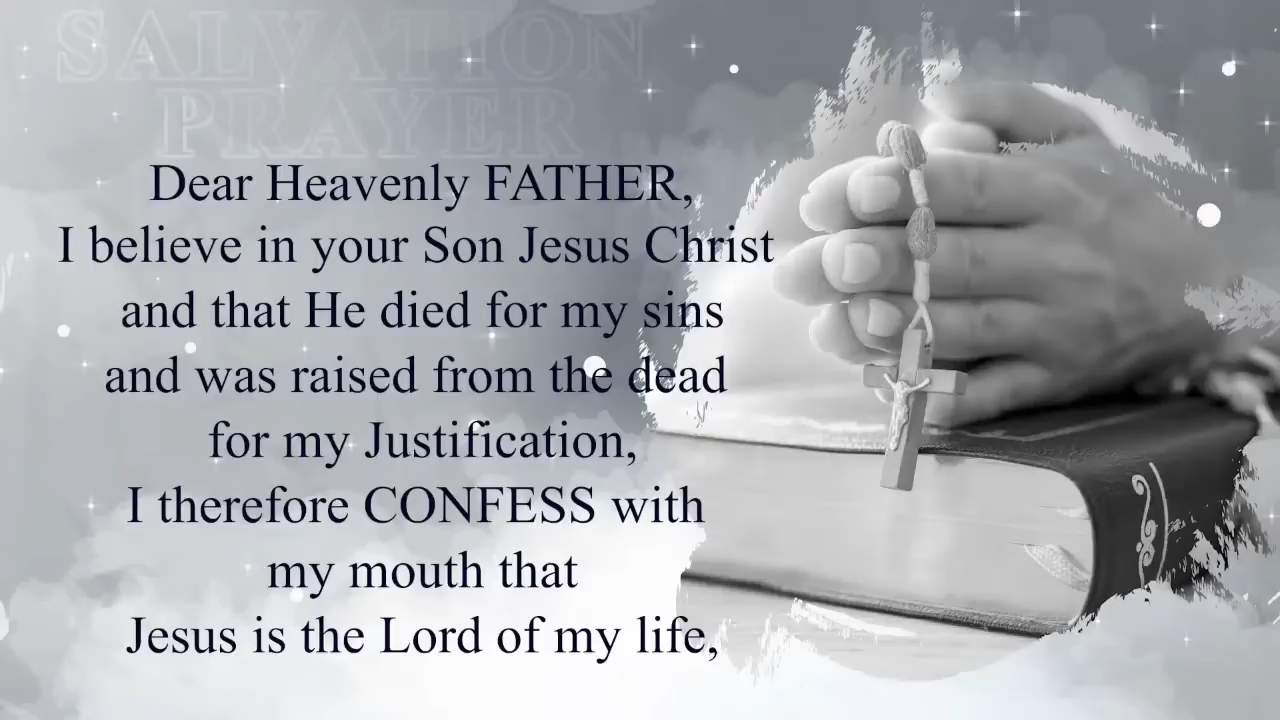 SALVATION
PRAYER
Dear Heavenly FATHER,
I believe in your Son Jesus Christ
and that He died for my sins
and was raised from the dead
for my Justification,
I therefore CONFESS with
my mouth that
Jesus is the Lord of my life,